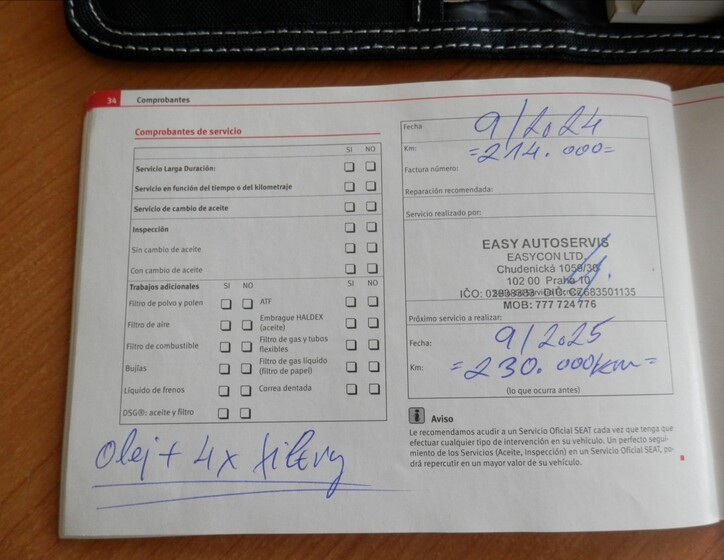 34 Comprobantes
Comprobantes de servicio
SI NO
Servicio Larga Duración:
Servicio en función del tiempo o del kilometraje
Servicio de cambio de aceite
Inspección
Sin cambio de aceite
Con cambio de aceite
Trabajos adicionales SI NO SI NO
Filtro de polvo y polen ATF
Filtro de aire Embrague HALDEX
(aceite)
Filtro de combustible Filtro de gas y tubos
flexibles
Bujías Filtro de gas líquido
(filtro de papel)
Líquido de frenos Correa dentada
DSG®: aceite y filtro
Olej + 4x filtry
Fecha 9/2024
Km: =214.000=
Factura número:
Reparación recomendada:
Servicio realizado por:
EASY AUTOSERVIS
EASYCON LTD.
Chudenická 1059/30
102 00 Praha 10
IČO: DIČ: CZ683501135
MOB: 777 724 776
Próximo servicio a realizar:
Fecha: 9/2025
Km: =230.000km=
(lo que ocurra antes)
i Aviso
Le recomendamos acudir a un Servicio Oficial SEAT cada vez que tenga que
efectuar cualquier tipo de intervención en su vehículo. Un perfecto segui-
miento de los Servicios (Aceite, Inspección) en un Servicio Oficial SEAT, po-
drá repercutir en un mayor valor de su vehículo.